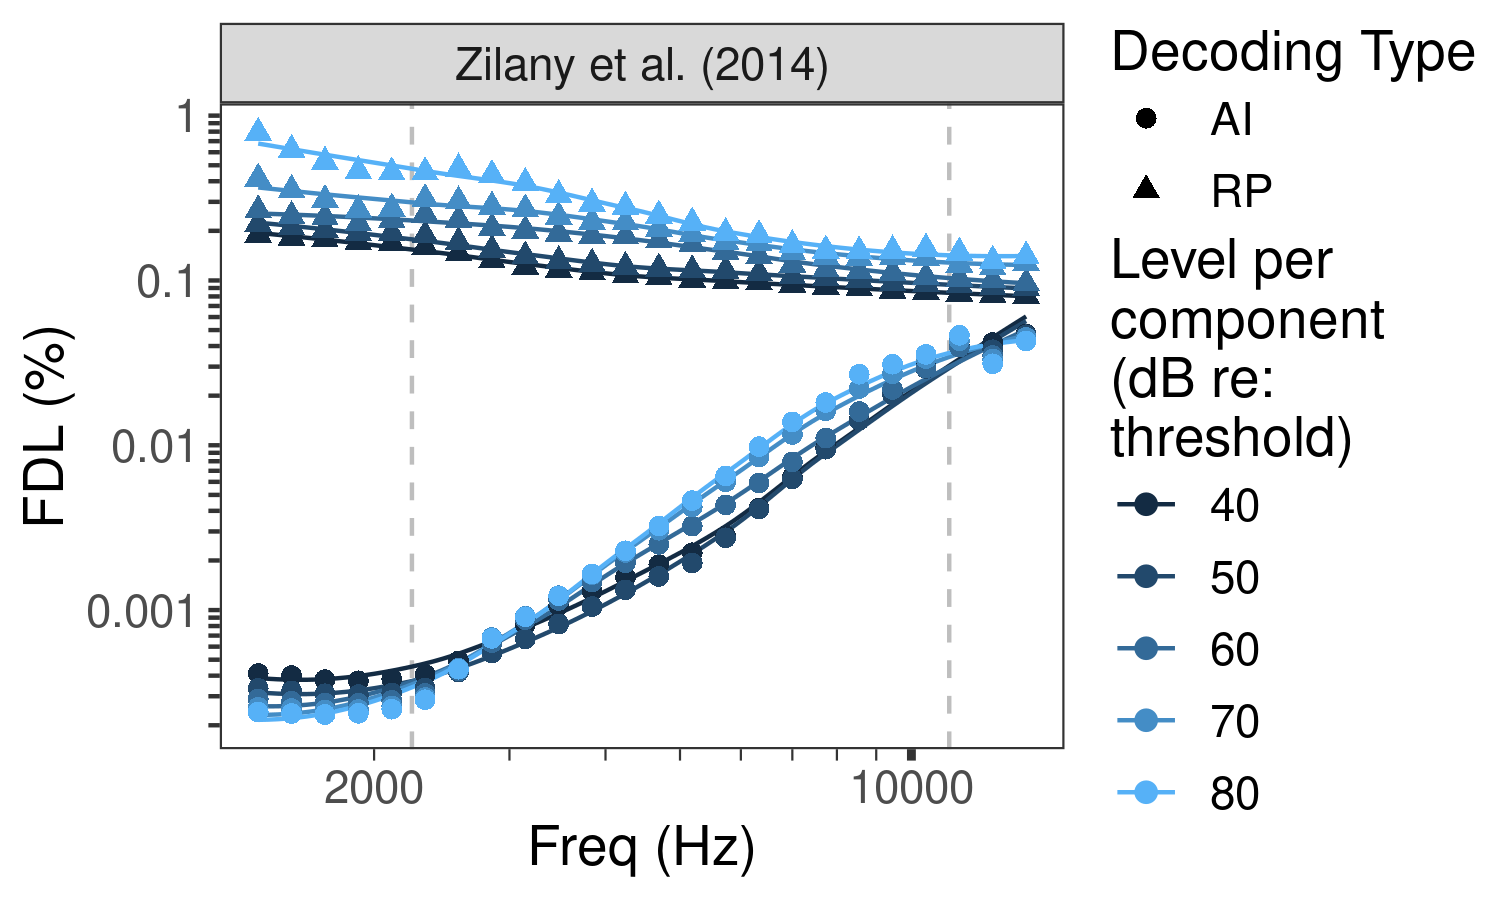 Zilany et al. (2014)
1
0.1
0.01
0.001
FDL (%)
2000
10000
Freq (Hz)
Decoding Type
AI
RP
Level per
component
(dB re:
threshold)
40
50
60
70
80